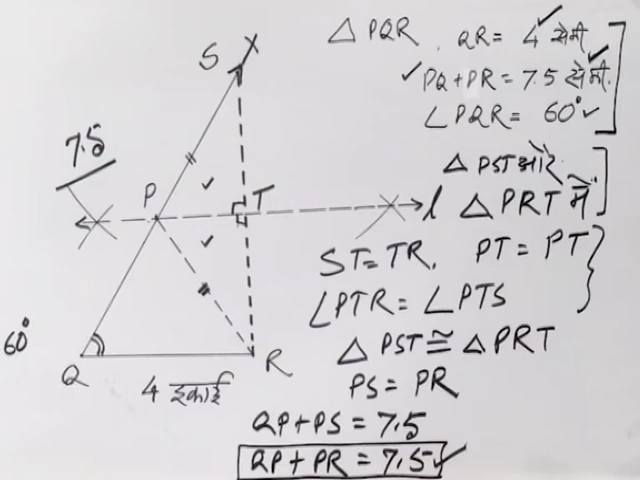 △ PQR, QR = 4 सेमी
PQ + PR = 7.5 सेमी.
∠PQR = 60°
△ PST और
△ PRT में
ST = TR, PT = PT
∠PTR = ∠PTS
△ PST ≅ △ PRT
PS = PR
QP + PS = 7.5
QP + PR = 7.5
S X
7.5
P
T
l
60°
Q
R
4 इकाई